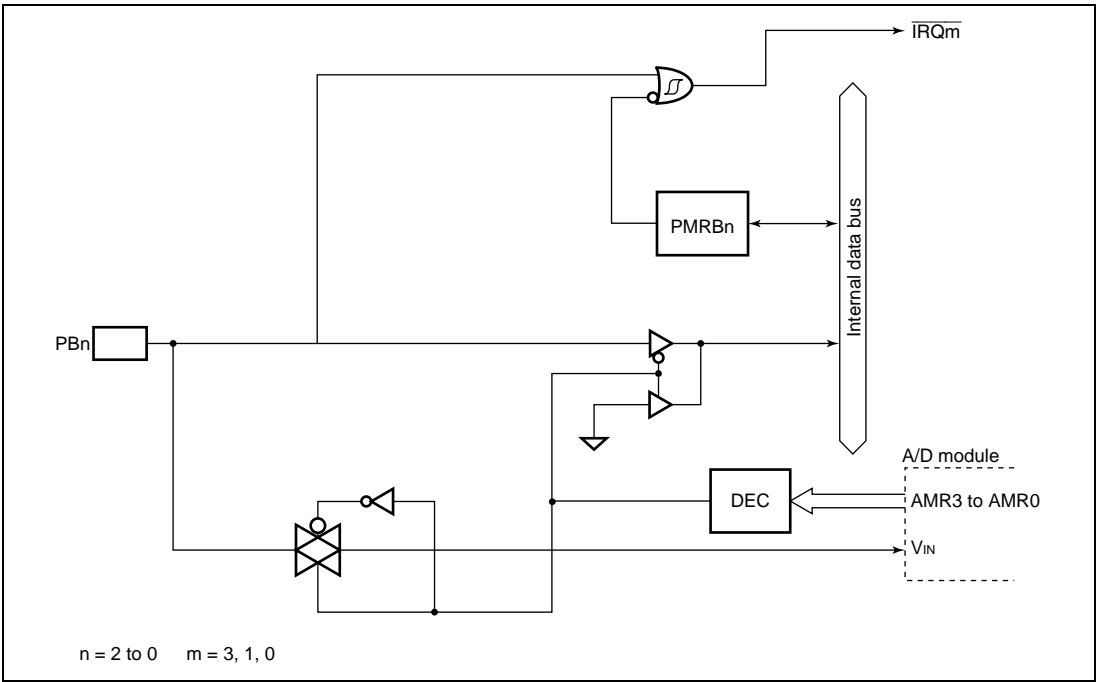 IRQm
PMRBn
Internal data bus
PBn
A/D module
DEC
AMR3 to AMR0
VIN
n = 2 to 0 m = 3, 1, 0